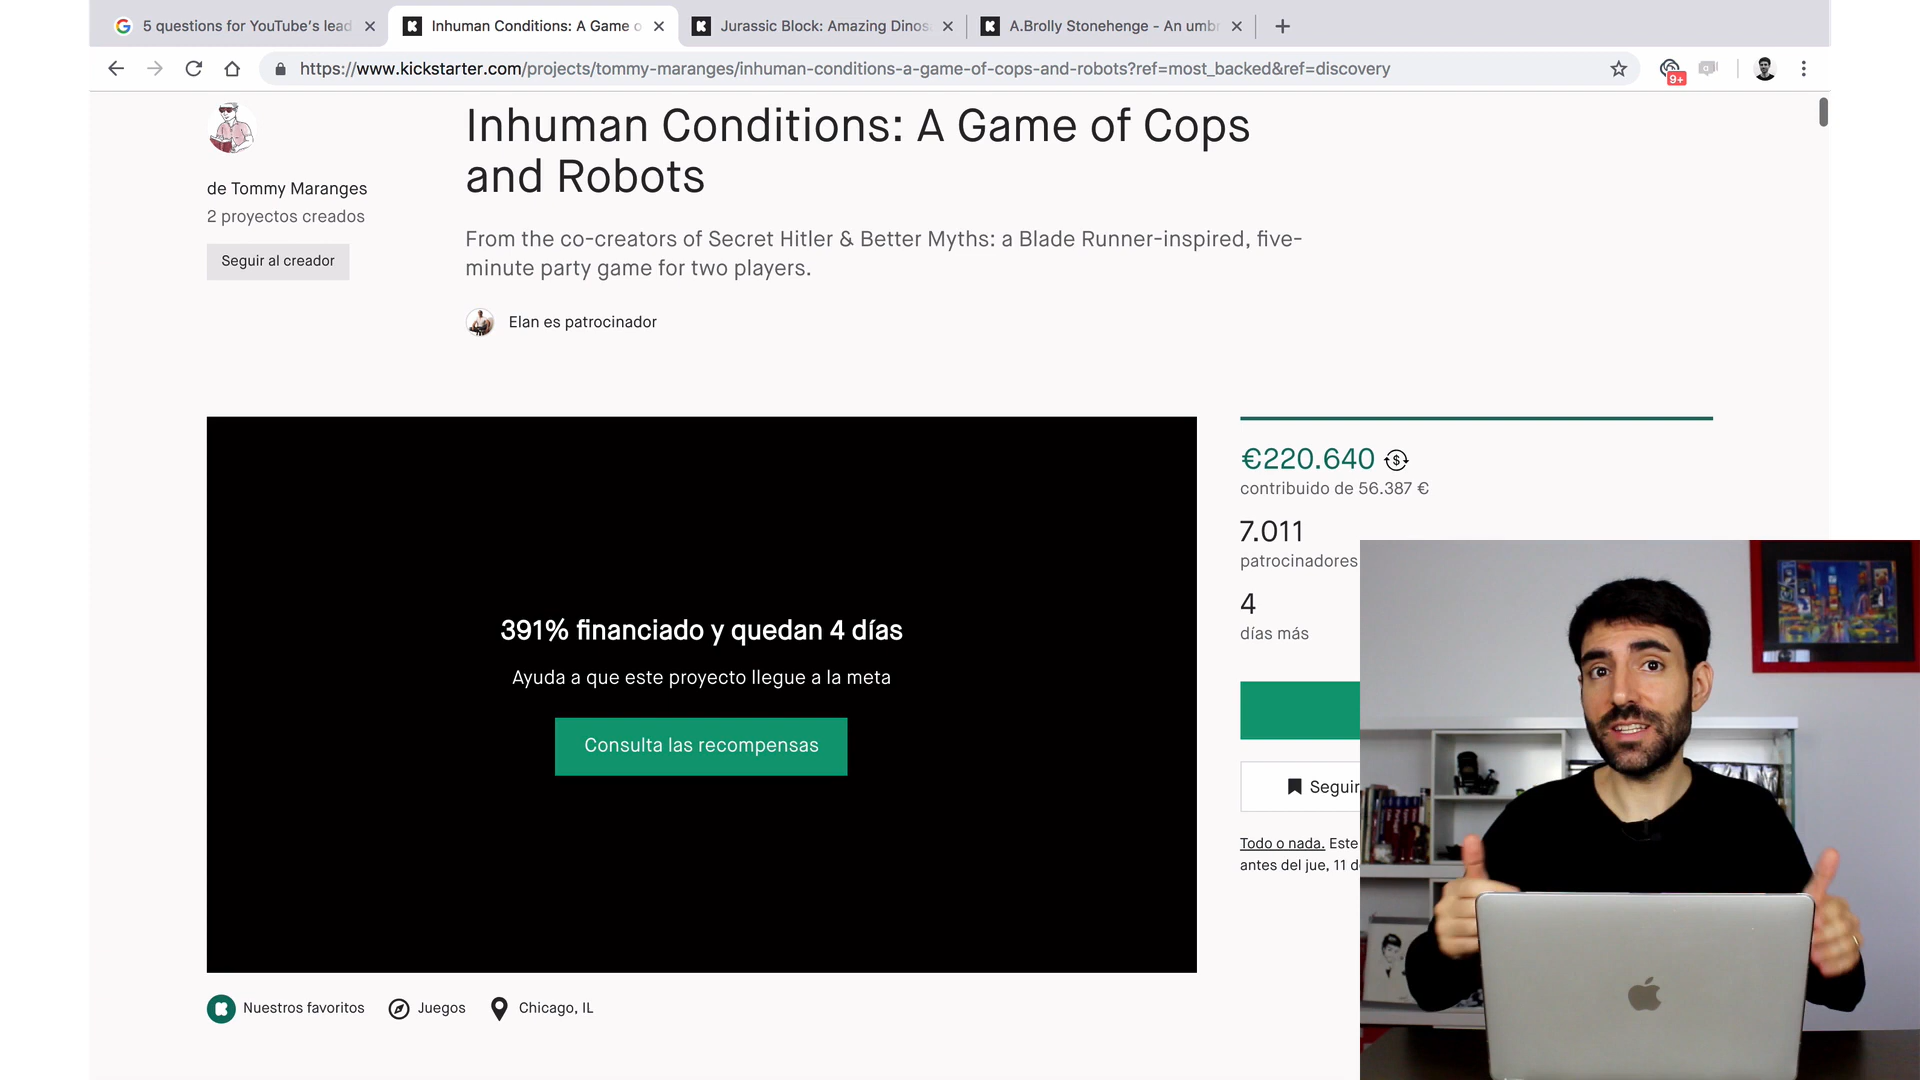 5 questions for YouTube's lead
Inhuman Conditions: A Game o
Jurassic Block: Amazing Dinos
A.Brolly Stonehenge - An umb
https://www.kickstarter.com/projects/tommy-maranges/inhuman-conditions-a-game-of-cops-and-robots?ref=most_backed&ref=discovery
9+
Inhuman Conditions: A Game of Cops
and Robots
de Tommy Maranges
2 proyectos creados
Seguir al creador
From the co-creators of Secret Hitler & Better Myths: a Blade Runner-inspired, five-
minute party game for two players.
Elan es patrocinador
391% financiado y quedan 4 días
Ayuda a que este proyecto llegue a la meta
Consulta las recompensas
€220.640
contribuido de 56.387 €
7.011
patrocinadores
4
días más
Seguir
Todo o nada. Este
antes del jue, 11 d
Nuestros favoritos
Juegos
Chicago, IL